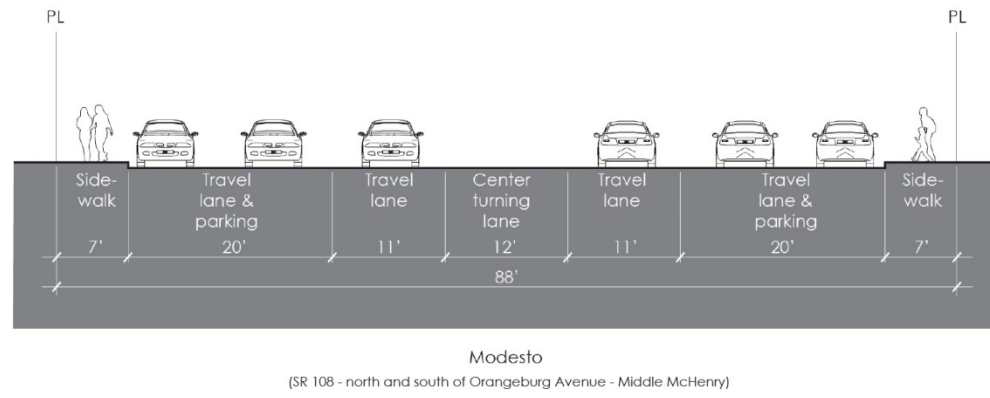 PL
PL
Side-
walk
Travel
lane &
parking
Travel
lane
Center
turning
lane
Travel
lane
Travel
lane &
parking
Side-
walk
7'
20'
11'
12'
11'
20'
7'
88'
Modesto
(SR 108 - north and south of Orangeburg Avenue - Middle McHenry)